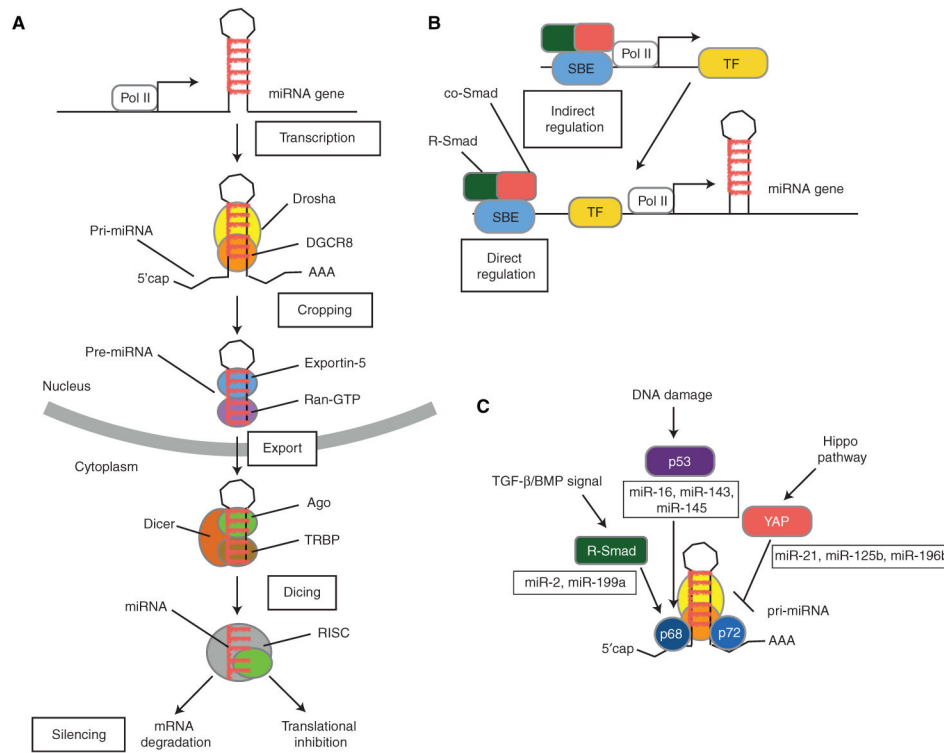 A
Pol II
miRNA gene
Transcription
Drosha
DGCR8
Pri-miRNA
5′cap
AAA
Cropping
Pre-miRNA
Exportin-5
Ran-GTP
Nucleus
Export
Cytoplasm
Ago
Dicer
TRBP
Dicing
miRNA
RISC
Silencing
mRNA
degradation
Translational
inhibition
B
SBE
Pol II
TF
co-Smad
Indirect
regulation
R-Smad
SBE
TF
Pol II
miRNA gene
Direct
regulation
C
DNA damage
p53
miR-16, miR-143,
miR-145
Hippo
pathway
TGF-β/BMP signal
YAP
R-Smad
miR-21, miR-125b, miR-196b
miR-2, miR-199a
pri-miRNA
p68
p72
5′cap
AAA